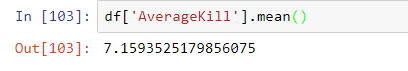 In [103]: df['AverageKill'].mean()
Out[103]: 7.1593525179856075